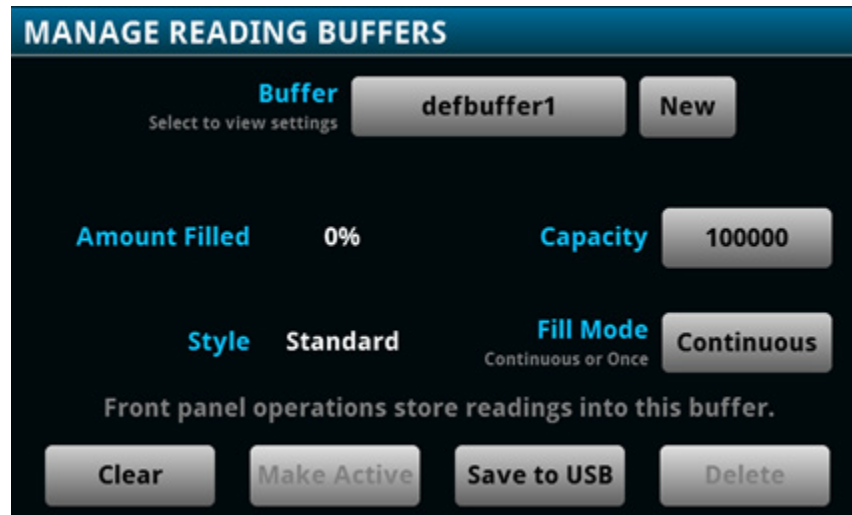 MANAGE READING BUFFERS
Buffer defbuffer1 New
Select to view settings
Amount Filled 0% Capacity 100000
Style Standard Fill Mode Continuous
Continuous or Once
Front panel operations store readings into this buffer.
Clear Make Active Save to USB Delete